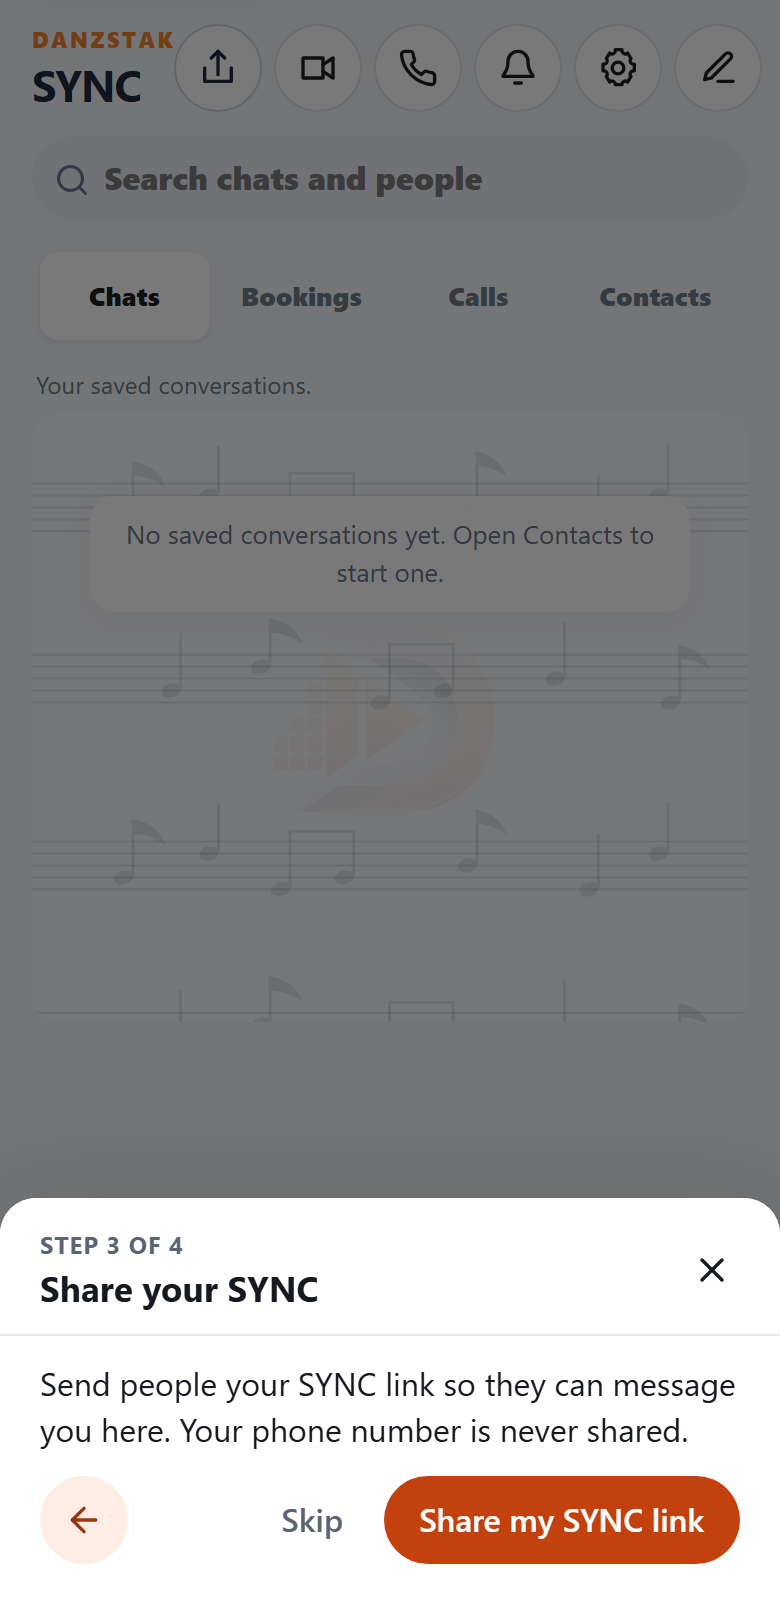 DANZSTAK
SYNC
Search chats and people
Chats
Bookings
Calls
Contacts
Your saved conversations.
No saved conversations yet. Open Contacts to
start one.
STEP 3 OF 4
Share your SYNC
Send people your SYNC link so they can message
you here. Your phone number is never shared.
Skip
Share my SYNC link